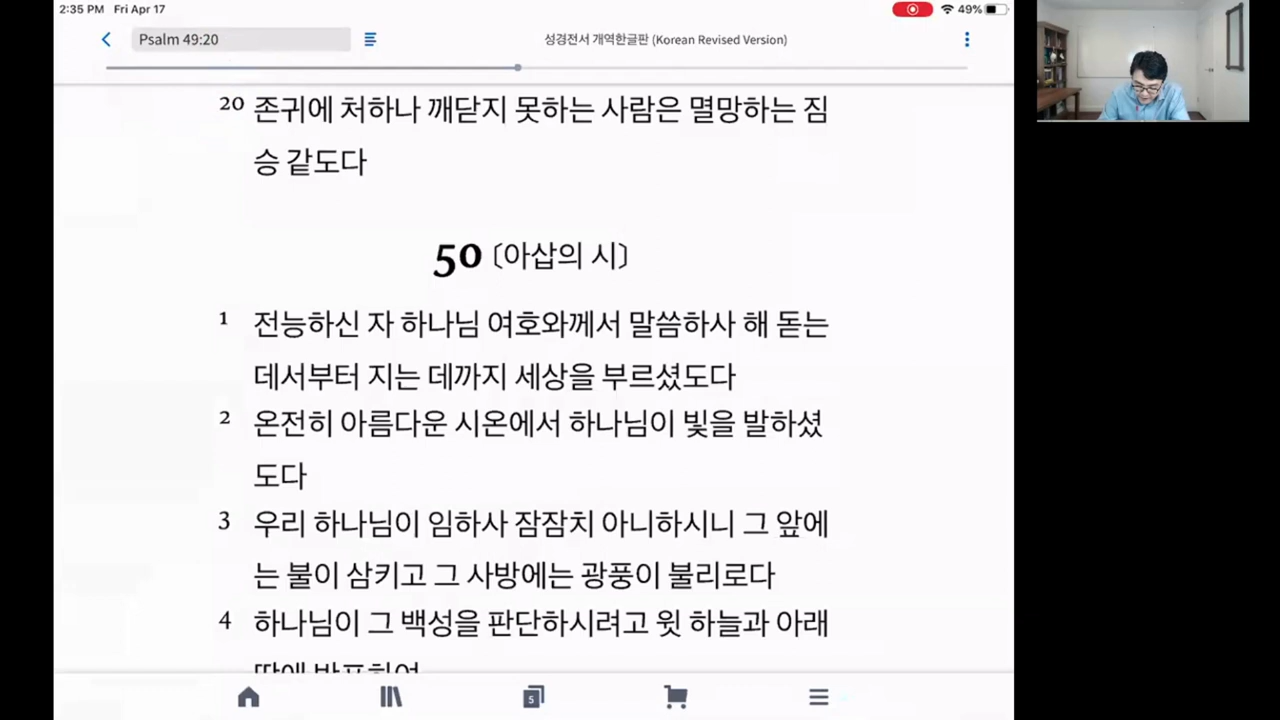 2:35 PM Fri Apr 17
49%
Psalm 49:20
성경전서 개역한글판 (Korean Revised Version)
20 존귀에 처하나 깨닫지 못하는 사람은 멸망하는 짐
승 같도다
50 〔아삽의 시〕
1 전능하신 자 하나님 여호와께서 말씀하사 해 돋는
데서부터 지는 데까지 세상을 부르셨도다
2 온전히 아름다운 시온에서 하나님이 빛을 발하셨
도다
3 우리 하나님이 임하사 잠잠치 아니하시니 그 앞에
는 불이 삼키고 그 사방에는 광풍이 불리로다
4 하나님이 그 백성을 판단하시려고 윗 하늘과 아래
5